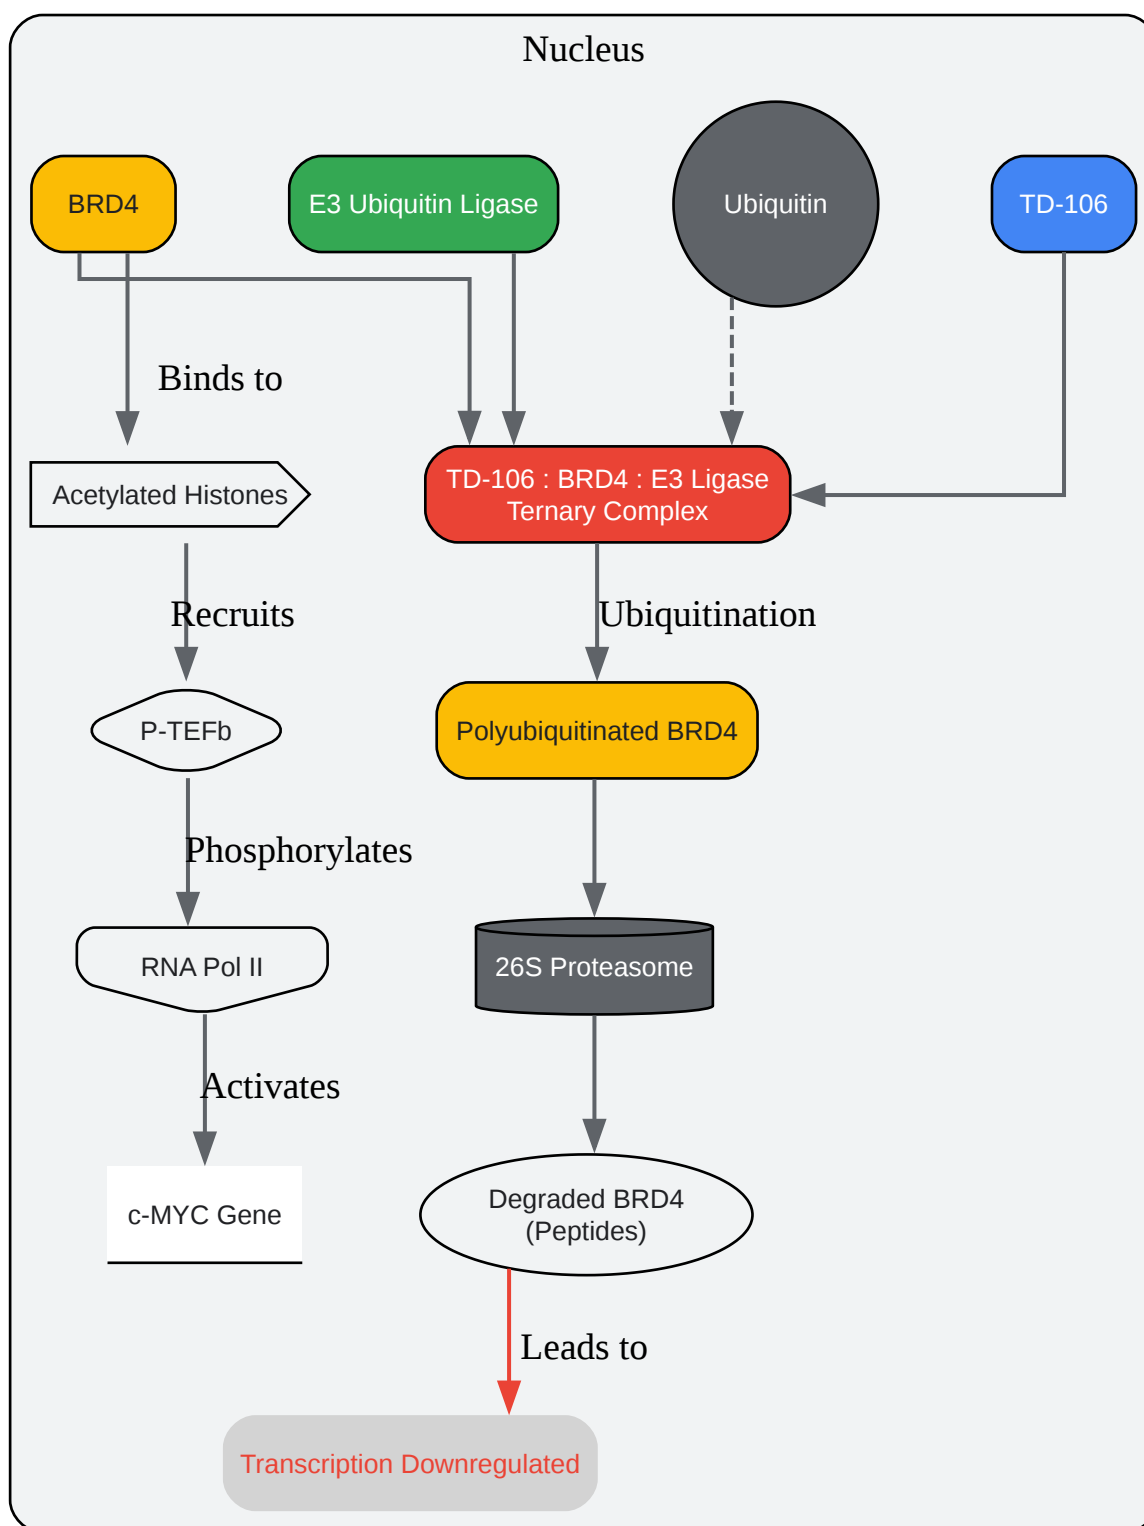 Nucleus
BRD4
E3 Ubiquitin Ligase
Ubiquitin
TD-106
Binds to
Acetylated Histones
TD-106 : BRD4 : E3 Ligase
Ternary Complex
Recruits
Ubiquitination
P-TEFb
Polyubiquitinated BRD4
Phosphorylates
RNA Pol II
26S Proteasome
Activates
c-MYC Gene
Degraded BRD4
(Peptides)
Leads to
Transcription Downregulated